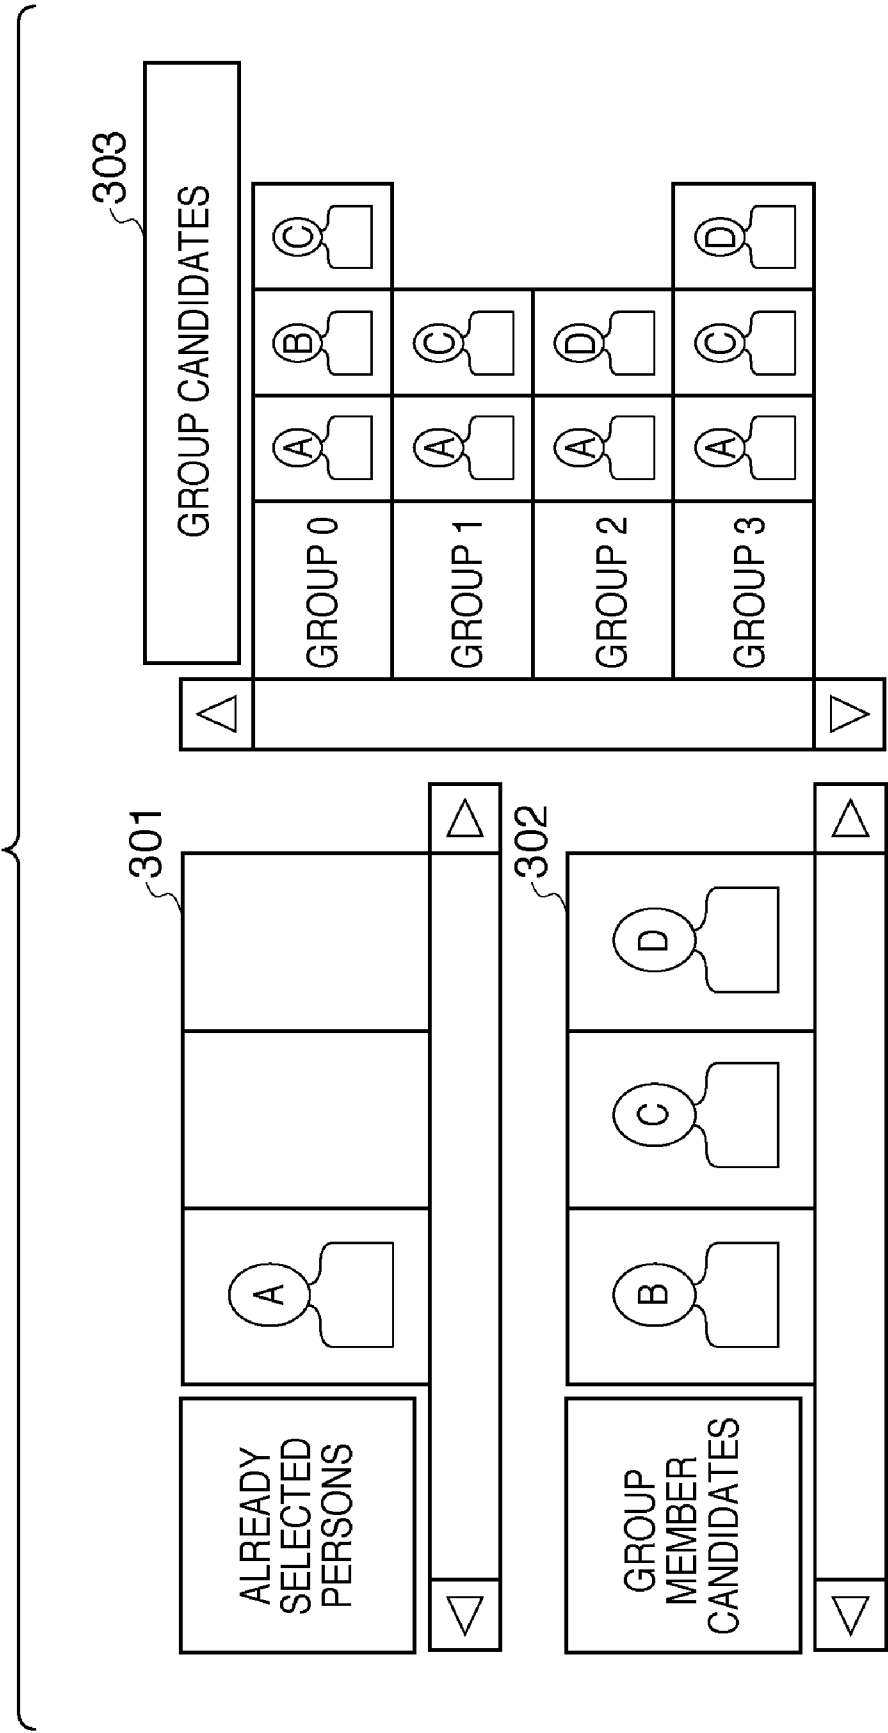 301
ALREADY
SELECTED
PERSONS
A
302
GROUP
MEMBER
CANDIDATES
B C D
303
GROUP CANDIDATES
GROUP 0 A B C
GROUP 1 A C
GROUP 2 A D
GROUP 3 A C D